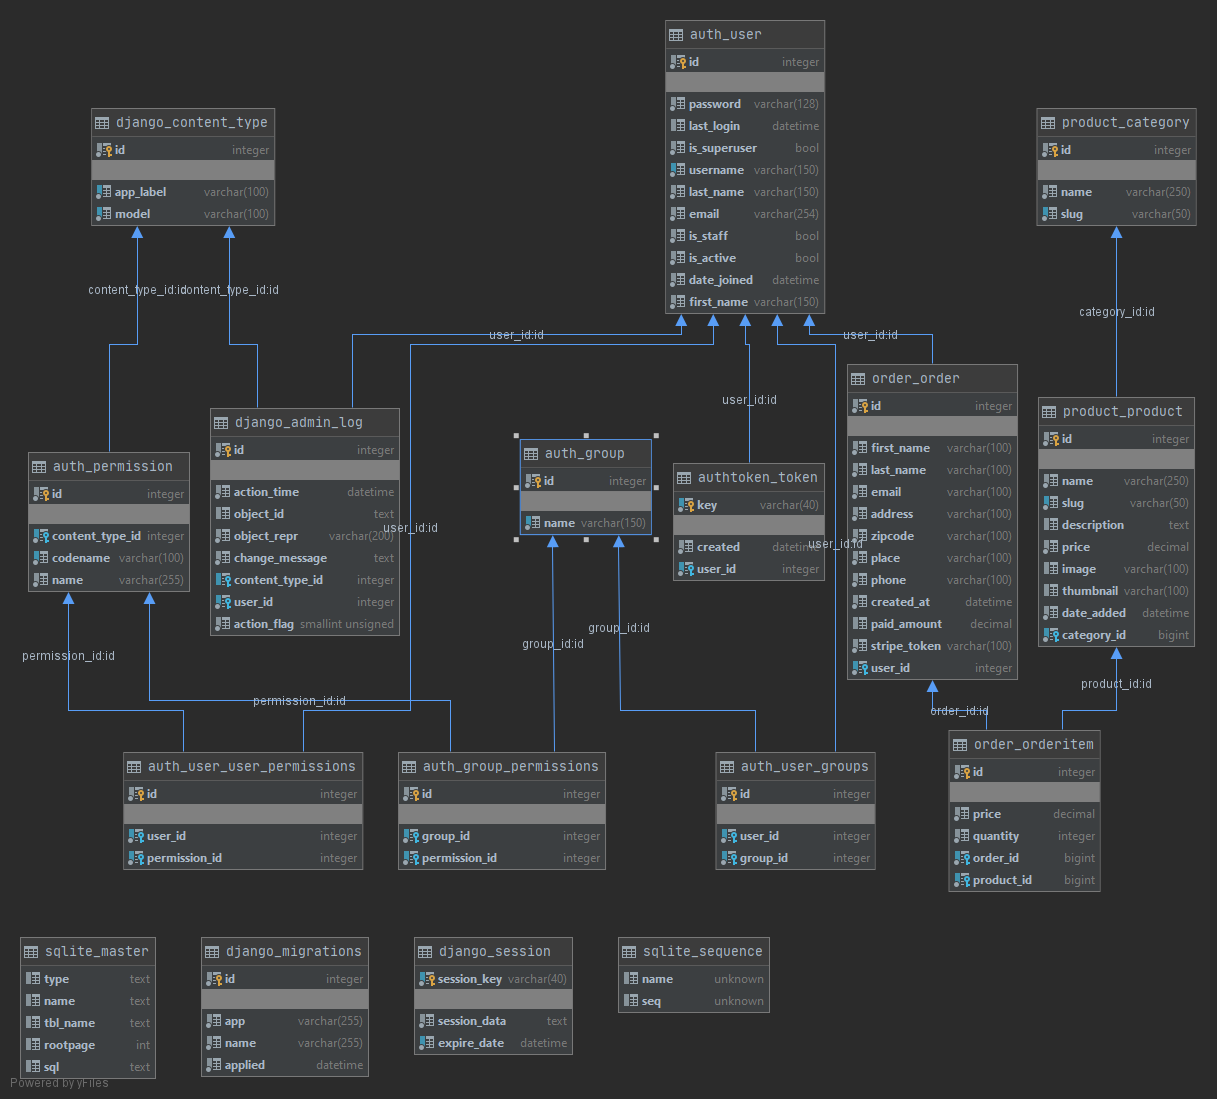 auth_user
id integer
password varchar(128)
last_login datetime
is_superuser bool
username varchar(150)
last_name varchar(150)
email varchar(254)
is_staff bool
is_active bool
date_joined datetime
first_name varchar(150)
django_content_type
id integer
app_label varchar(100)
model varchar(100)
product_category
id integer
name varchar(250)
slug varchar(50)
content_type_id:id
content_type_id:id
category_id:id
user_id:id
user_id:id
user_id:id
user_id:id
user_id:id
order_order
id integer
first_name varchar(100)
last_name varchar(100)
email varchar(100)
address varchar(100)
zipcode varchar(100)
place varchar(100)
phone varchar(100)
created_at datetime
paid_amount decimal
stripe_token varchar(100)
user_id integer
product_product
id integer
name varchar(250)
slug varchar(50)
description text
price decimal
image varchar(100)
thumbnail varchar(100)
date_added datetime
category_id bigint
django_admin_log
id integer
action_time datetime
object_id text
object_repr varchar(200)
change_message text
content_type_id integer
user_id integer
action_flag smallint unsigned
auth_permission
id integer
content_type_id integer
codename varchar(100)
name varchar(255)
auth_group
id integer
name varchar(150)
authtoken_token
key varchar(40)
created datetime
user_id integer
group_id:id
group_id:id
permission_id:id
permission_id:id
product_id:id
order_id:id
auth_user_user_permissions
id integer
user_id integer
permission_id integer
auth_group_permissions
id integer
group_id integer
permission_id integer
auth_user_groups
id integer
user_id integer
group_id integer
order_orderitem
id integer
price decimal
quantity integer
order_id bigint
product_id bigint
sqlite_master
type text
name text
tbl_name text
rootpage int
sql text
django_migrations
id integer
app varchar(255)
name varchar(255)
applied datetime
django_session
session_key varchar(40)
session_data text
expire_date datetime
sqlite_sequence
name unknown
seq unknown
Powered by yFiles